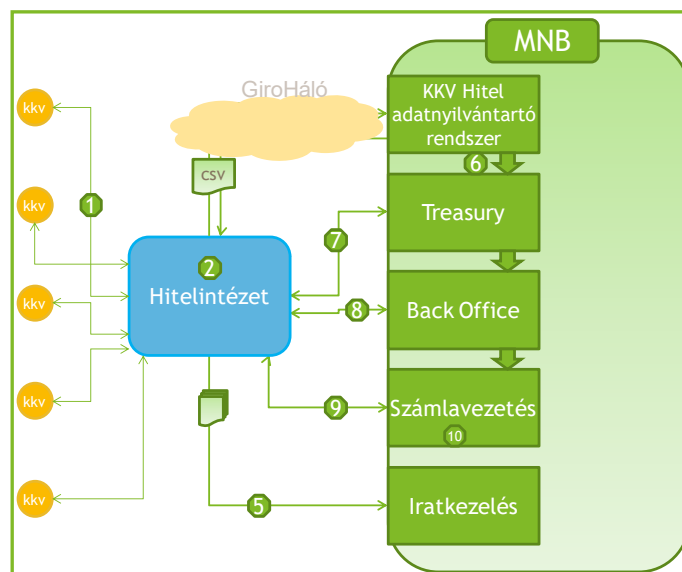 MNB
GiroHáló
KKV Hitel
adatnyilvántartó
rendszer
6
kkv
csv
1
kkv
Treasury
7
2
Hitelintézet
kkv
8
Back Office
kkv
9
Számlavezetés
10
kkv
5
Iratkezelés